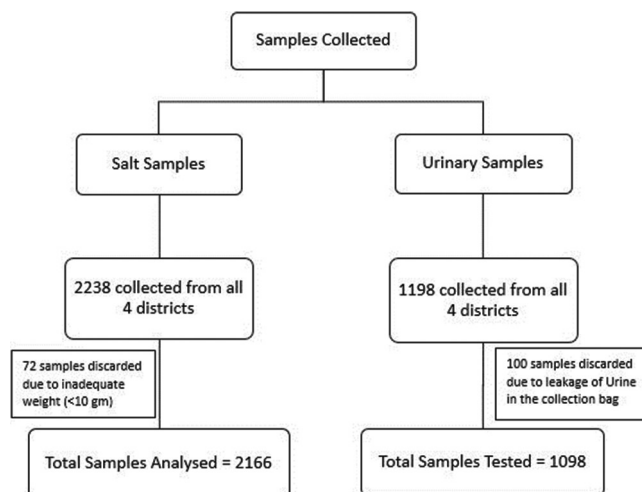 Samples Collected
Salt Samples
Urinary Samples
2238 collected from all
4 districts
1198 collected from all
4 districts
72 samples discarded
due to inadequate
weight (<10 gm)
100 samples discarded
due to leakage of Urine
in the collection bag
Total Samples Analysed = 2166
Total Samples Tested = 1098